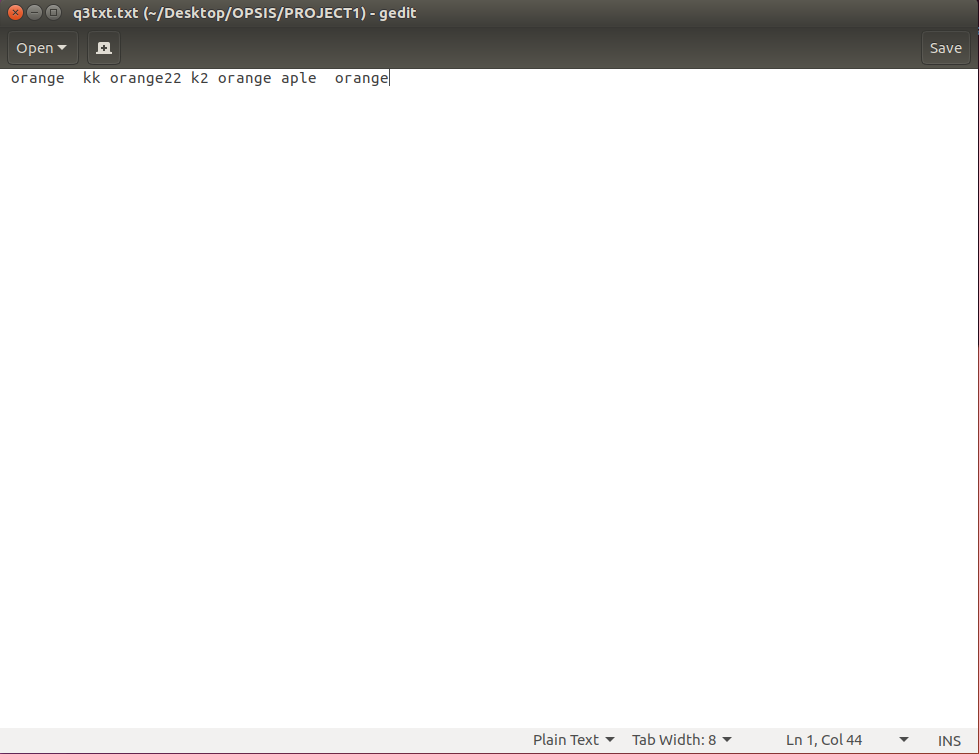 q3txt.txt (~/Desktop/OPSIS/PROJECT1) - gedit
Open Save
orange  kk orange22 k2 orange aple  orange
Plain Text Tab Width: 8 Ln 1, Col 44 INS